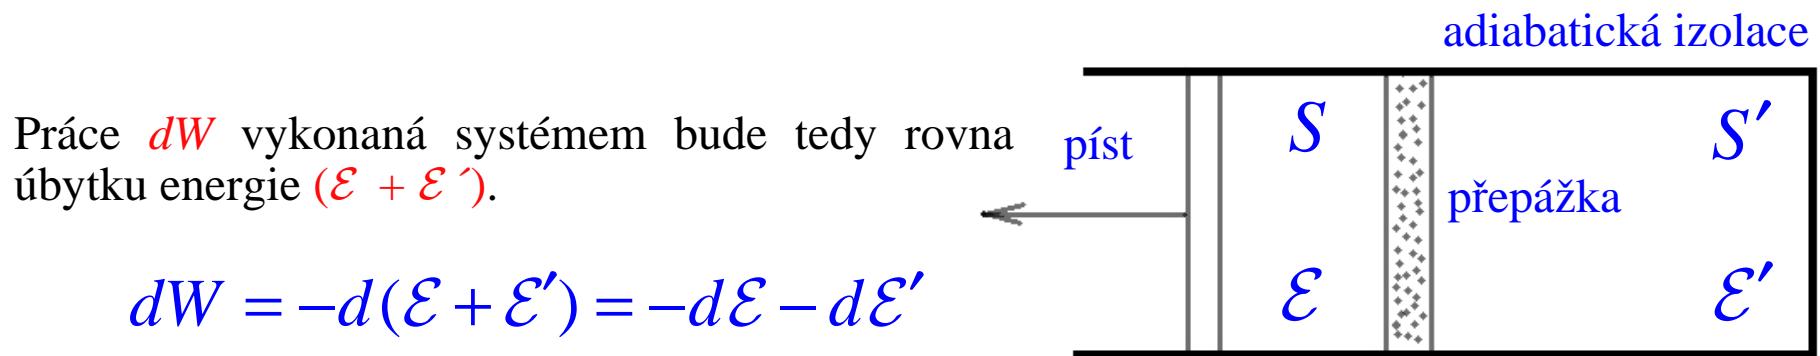 adiabatická izolace
Práce dW vykonaná systémem bude tedy rovna
úbytku energie (ℰ + ℰ ´).
dW = −d(ℰ + ℰ′) = −dℰ − dℰ′
píst
S
S′
přepážka
ℰ
ℰ′